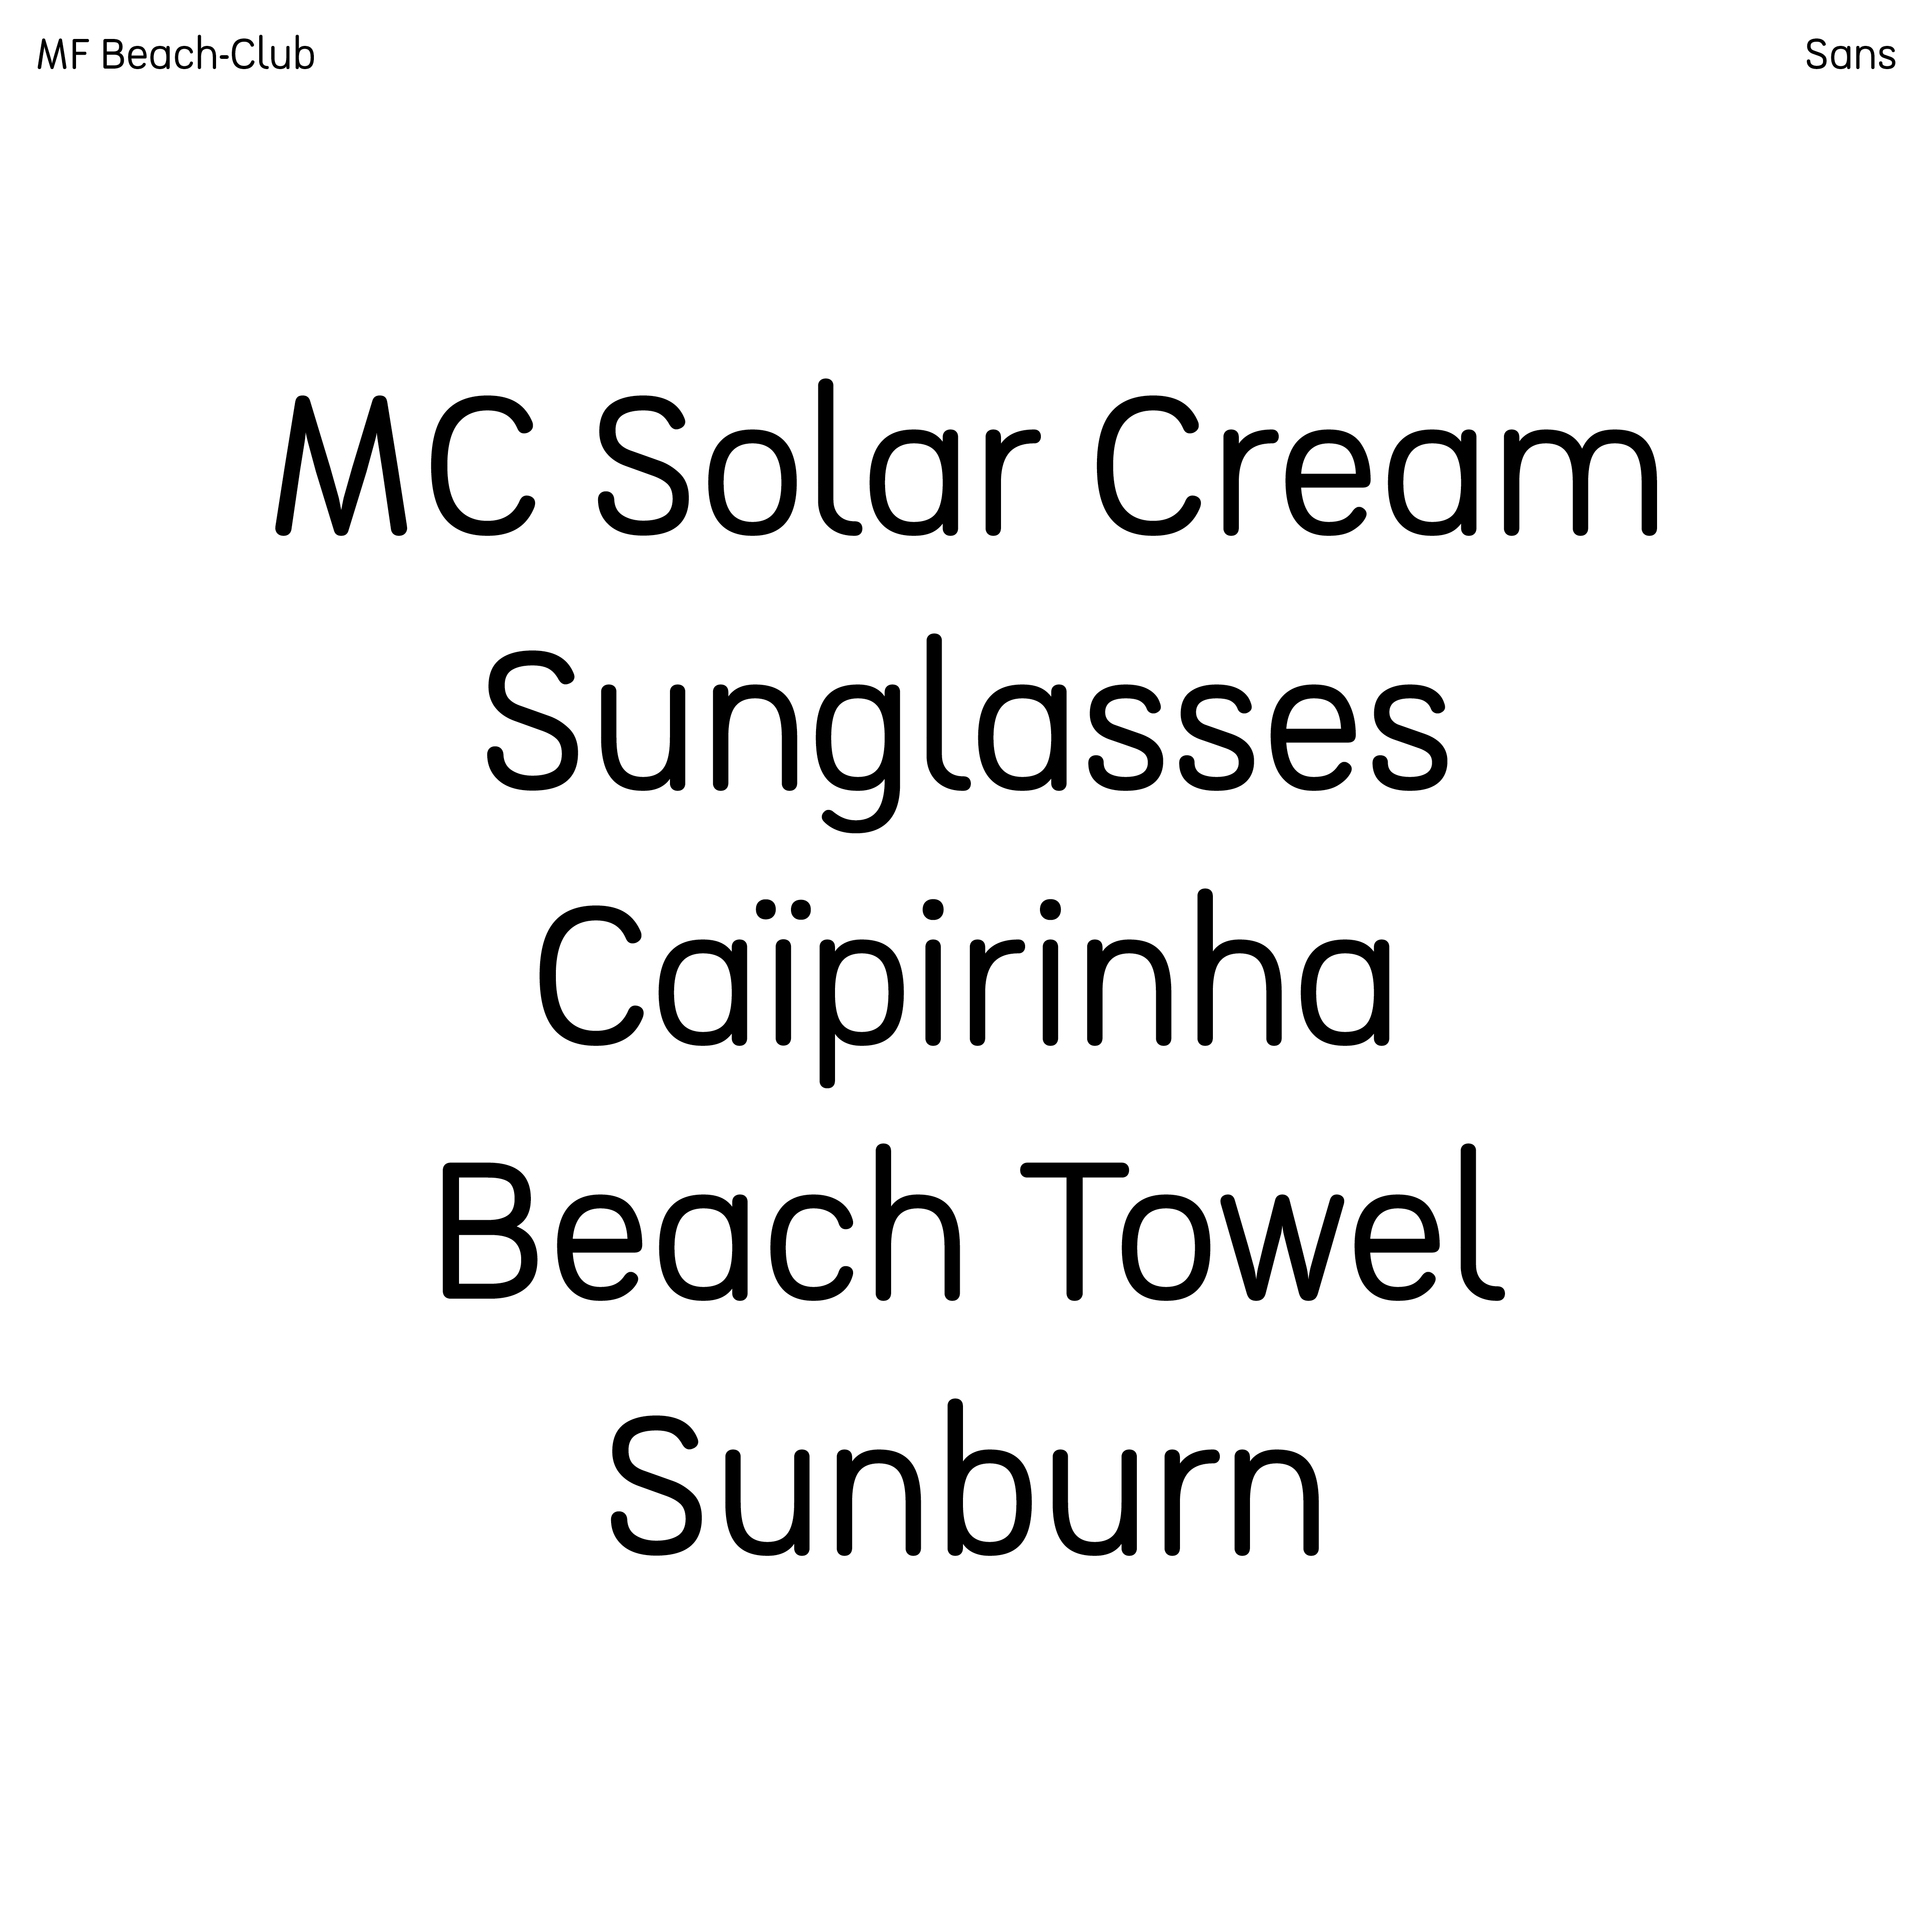 MF Beach-Club
Sans
MC Solar Cream
Sunglasses
Caïpirinha
Beach Towel
Sunburn